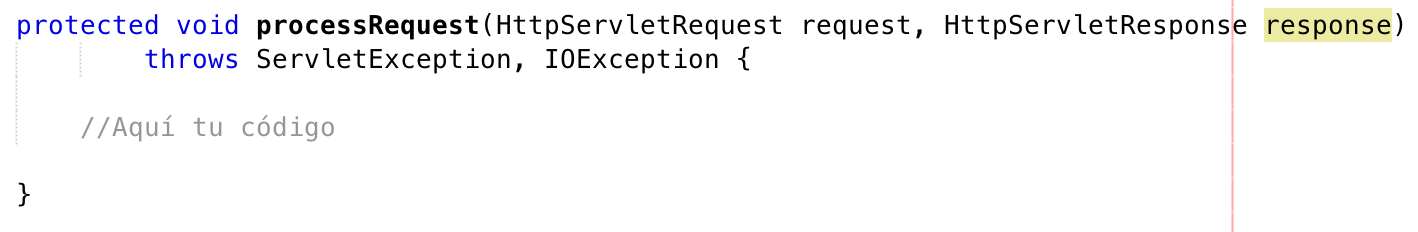 protected void processRequest(HttpServletRequest request, HttpServletResponse response)
throws ServletException, IOException {
//Aquí tu código
}